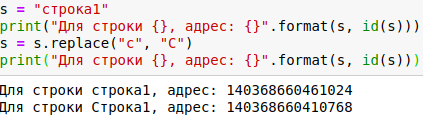 s = "строка1"
print("Для строки {}, адрес: {}".format(s, id(s)))
s = s.replace("с", "С")
print("Для строки {}, адрес: {}".format(s, id(s)))
Для строки строка1, адрес: 140368660461024
Для строки Строка1, адрес: 140368660410768